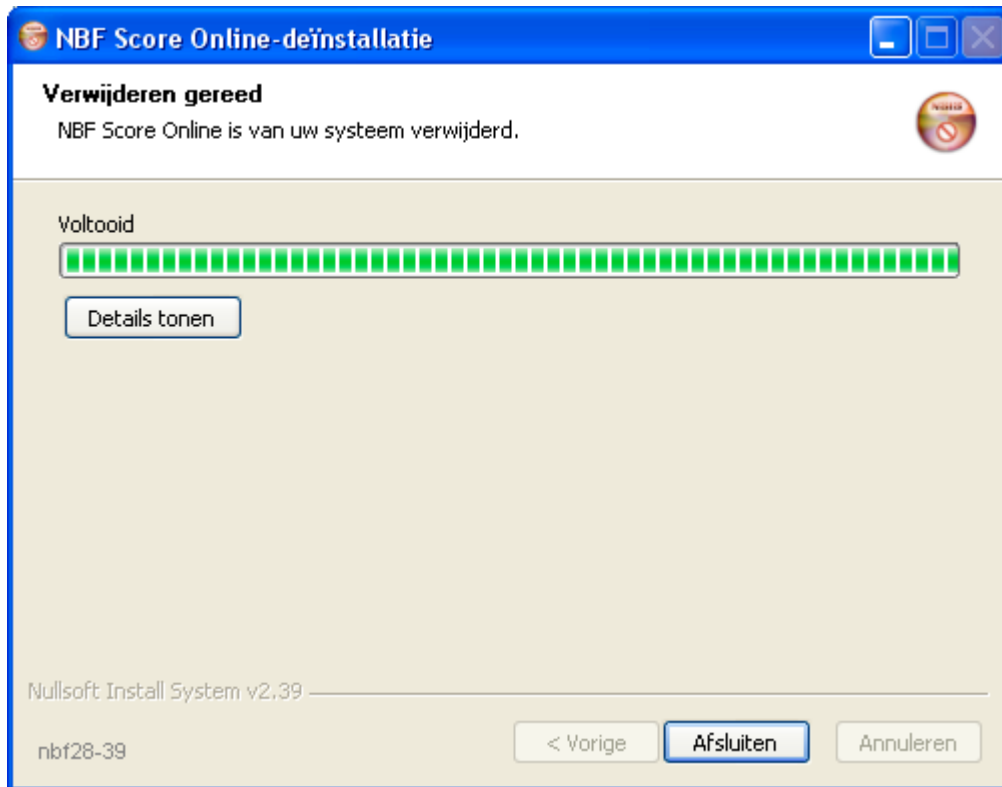 NBF Score Online-deïnstallatie
Verwijderen gereed
NBF Score Online is van uw systeem verwijderd.
Voltooid
Details tonen
Nullsoft Install System v2.39
nbf28-39
< Vorige
Afsluiten
Annuleren